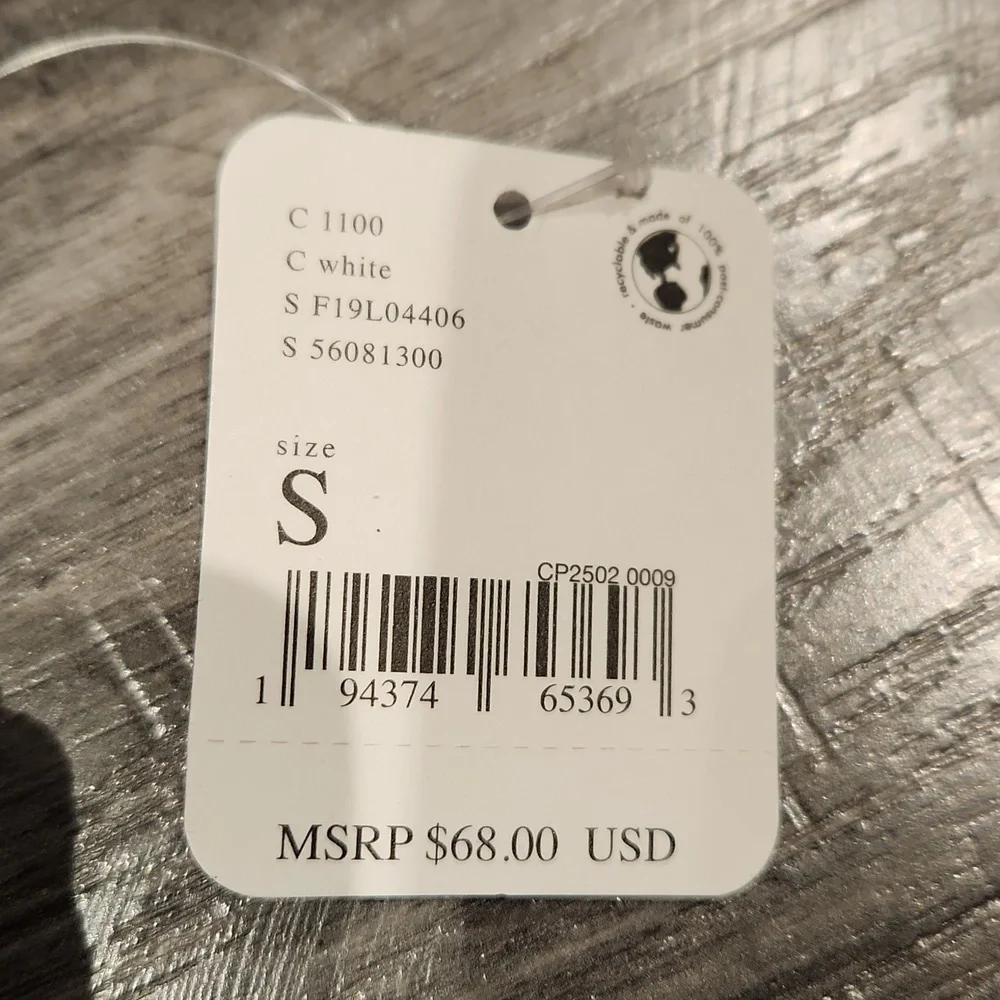 C 1100
C white
S F19L04406
S 56081300
recyclable & made of 100% post-consumer waste •
size
S
CP2502 0009
1 94374 65369 3
MSRP $68.00 USD